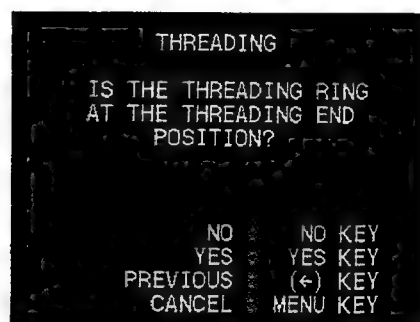 THREADING
IS THE THREADING RING
AT THE THREADING END
POSITION?
NO NO KEY
YES YES KEY
PREVIOUS (←) KEY
CANCEL MENU KEY